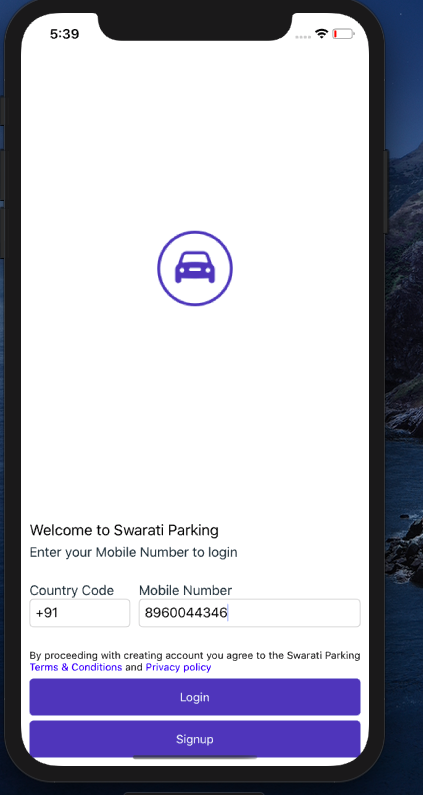 5:39
Welcome to Swarati Parking
Enter your Mobile Number to login
Country Code Mobile Number
+91 8960044346
By proceeding with creating account you agree to the Swarati Parking
Terms & Conditions and Privacy policy
Login
Signup